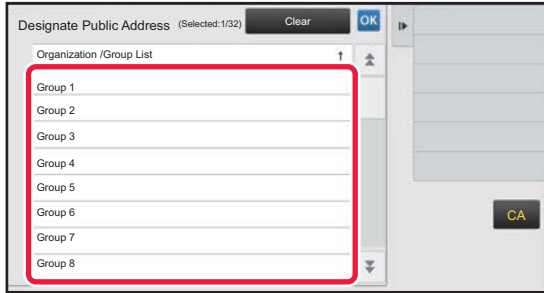 Designate Public Address (Selected:1/32) Clear OK
Organization /Group List ↑
Group 1
Group 2
Group 3
Group 4
Group 5
Group 6
Group 7
Group 8
CA